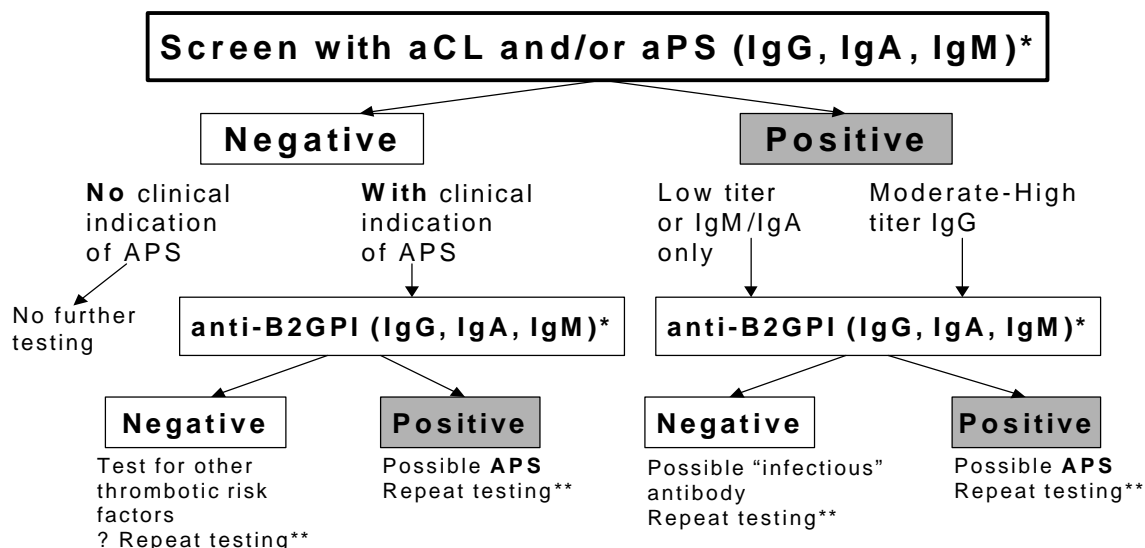 Screen with aCL and/or aPS (IgG, IgA, IgM)*
Negative
Positive
No clinical
indication
of APS
With clinical
indication
of APS
Low titer
or IgM/IgA
only
Moderate-High
titer IgG
No further
testing
anti-B2GPI (IgG, IgA, IgM)*
anti-B2GPI (IgG, IgA, IgM)*
Negative
Positive
Negative
Positive
Test for other
thrombotic risk
factors
? Repeat testing**
Possible APS
Repeat testing**
Possible “infectious”
antibody
Repeat testing**
Possible APS
Repeat testing**